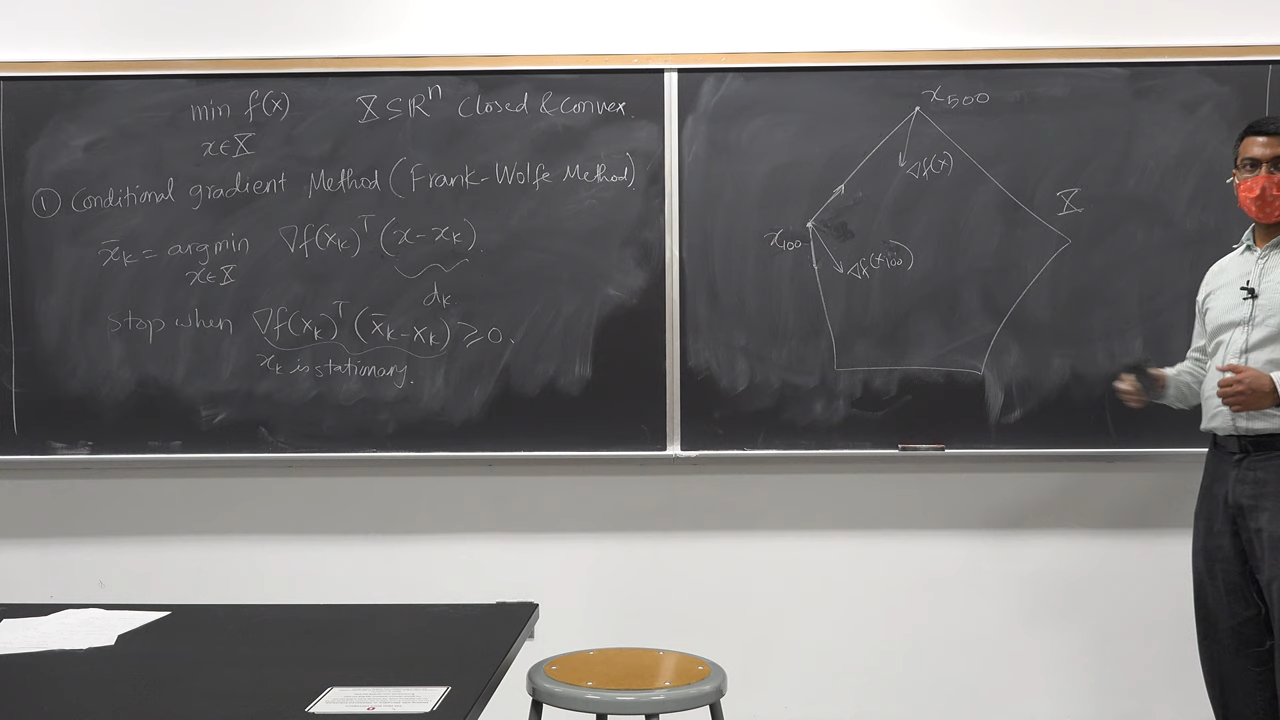 min f(x) 𝕏 ⊆ ℝⁿ Closed & Convex.
x∈𝕏
① Conditional gradient Method (Frank-Wolfe Method)
x̄ₖ = argmin ∇f(xₖ)ᵀ (x - xₖ)
x∈𝕏
dₖ
stop when ∇f(xₖ)ᵀ (x̄ₖ - xₖ) ≥ 0.
xₖ is stationary.
x₅₀₀
∇f(x)
𝕏
x₁₀₀
∇f(x₁₀₀)